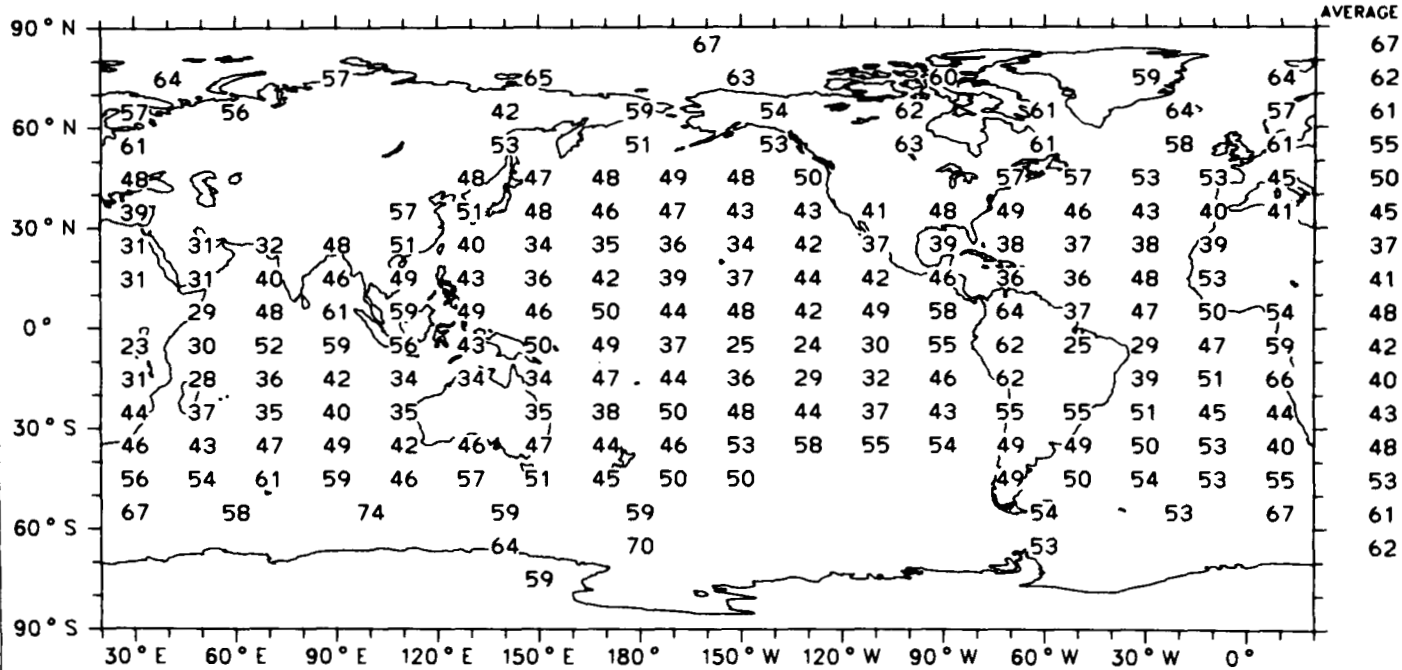 AVERAGE
90° N 67 67
64 57 65 63 60 59 64 62
57 56 42 59 54 62 61 64 57 61
60° N
61 53 51 53 63 61 58 61 55
48 48 47 48 49 48 50 57 57 53 53 45 50
39 57 51 48 46 47 43 43 41 48 49 46 43 40 41 45
30° N
31 31 32 48 51 40 34 35 36 34 42 37 39 38 37 38 39 37
31 31 40 46 49 43 36 42 39 37 44 42 46 36 36 48 53 41
29 48 61 59 49 46 50 44 48 42 49 58 64 37 47 50 54 48
0°
23 30 52 59 56 43 50 49 37 25 24 30 55 62 25 29 47 59 42
31 28 36 42 34 34 34 47 44 36 29 32 46 62 39 51 66 40
44 37 35 40 35 35 38 50 48 44 37 43 55 55 51 45 44 43
30° S
46 43 47 49 42 46 47 44 46 53 58 55 54 49 49 50 53 40 48
56 54 61 59 46 57 51 45 50 50 49 50 54 53 55 53
67 58 74 59 59 54 53 67 61
60° S
64 70 53 62
59
90° S
30° E 60° E 90° E 120° E 150° E 180° 150° W 120° W 90° W 60° W 30° W 0°